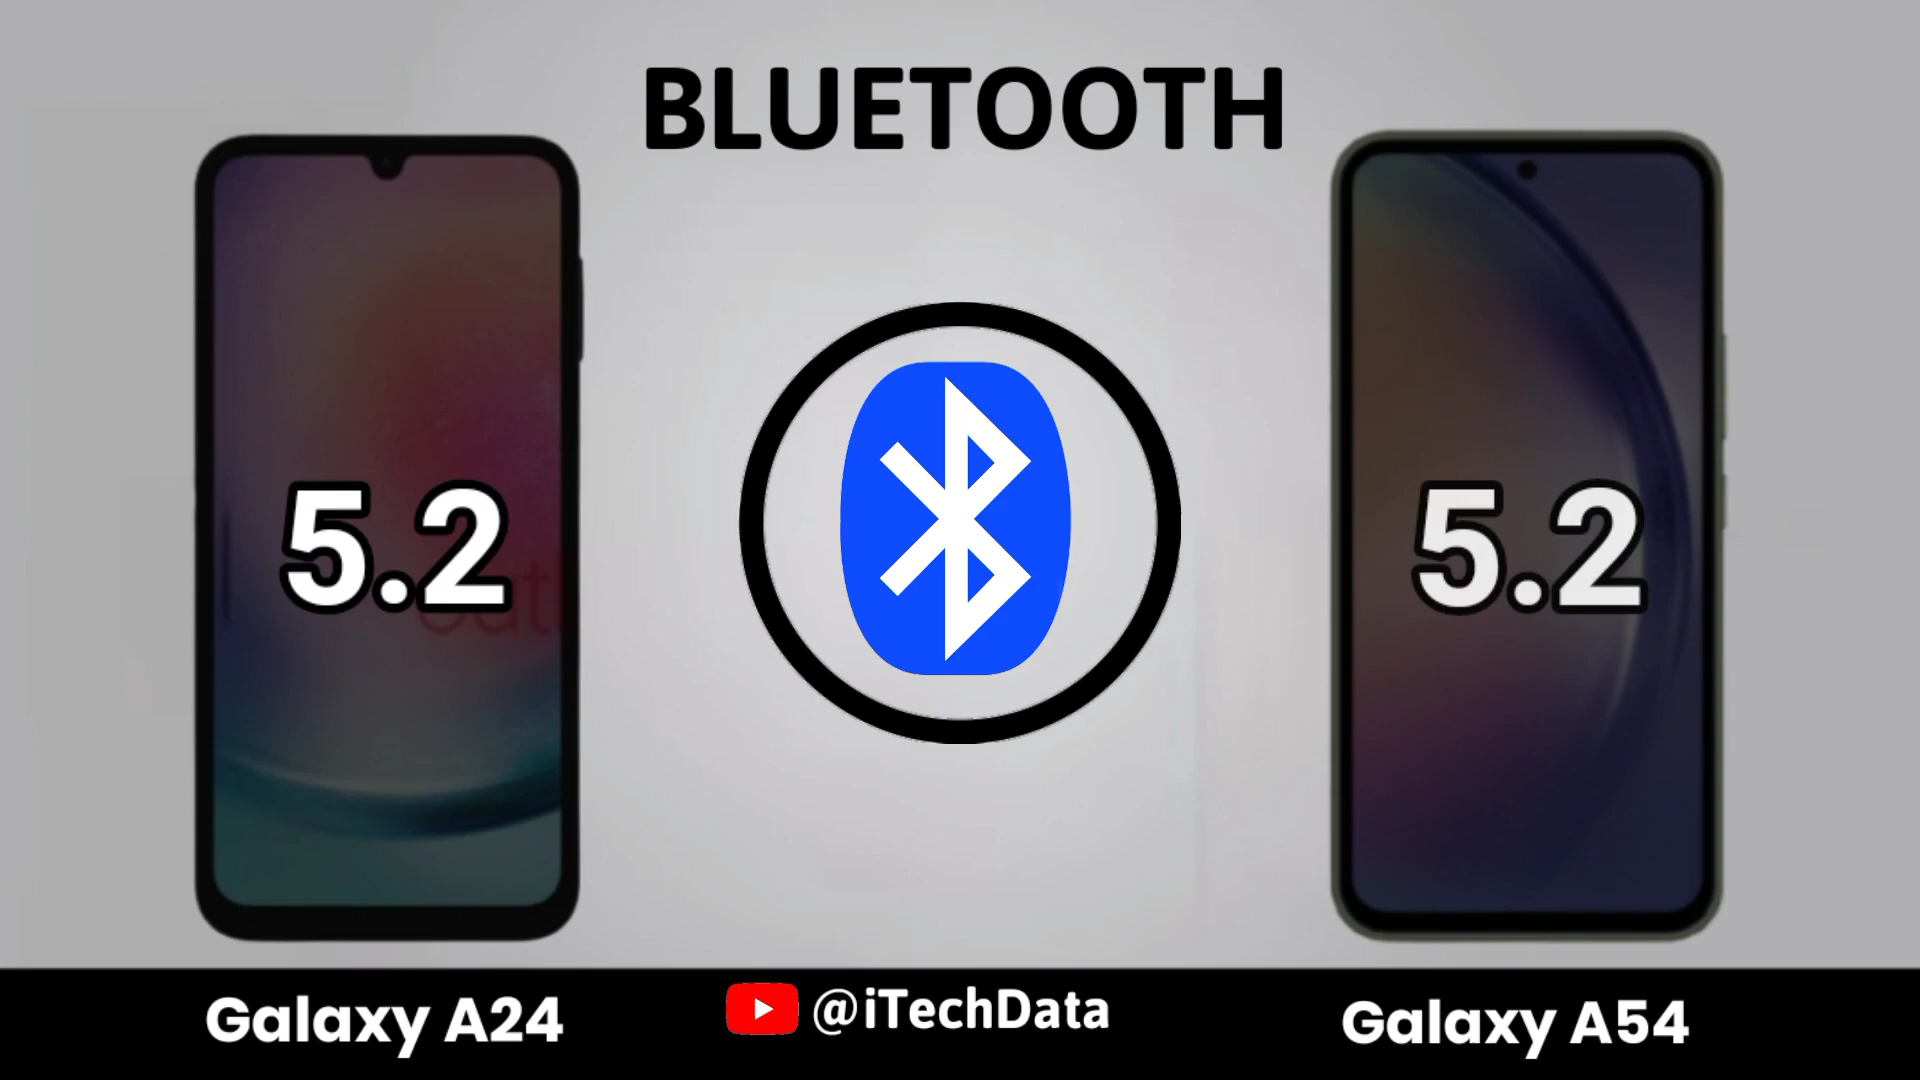 BLUETOOTH
5.2
5.2
Galaxy A24
@iTechData
Galaxy A54